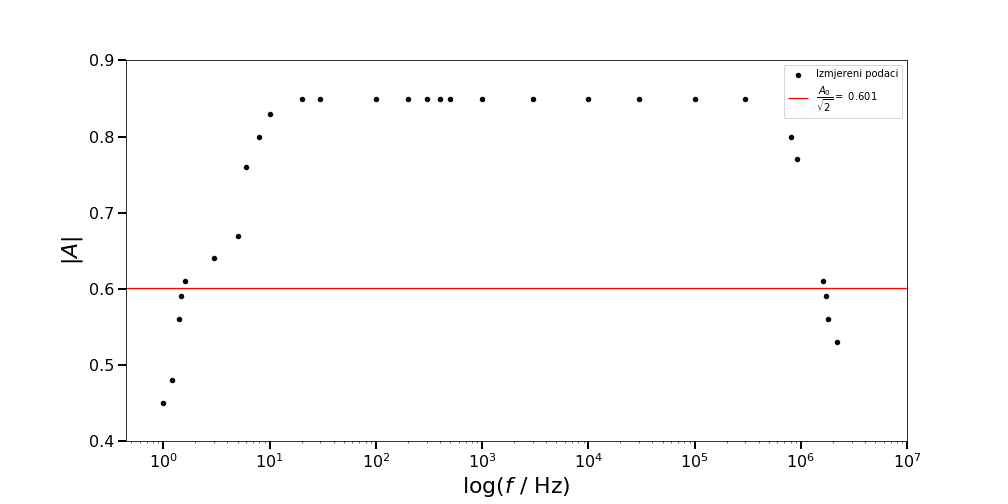 0.9
0.8
0.7
0.6
0.5
0.4
|A|
Izmjereni podaci
A₀/√2 = 0.601
10⁰ 10¹ 10² 10³ 10⁴ 10⁵ 10⁶ 10⁷
log(f / Hz)